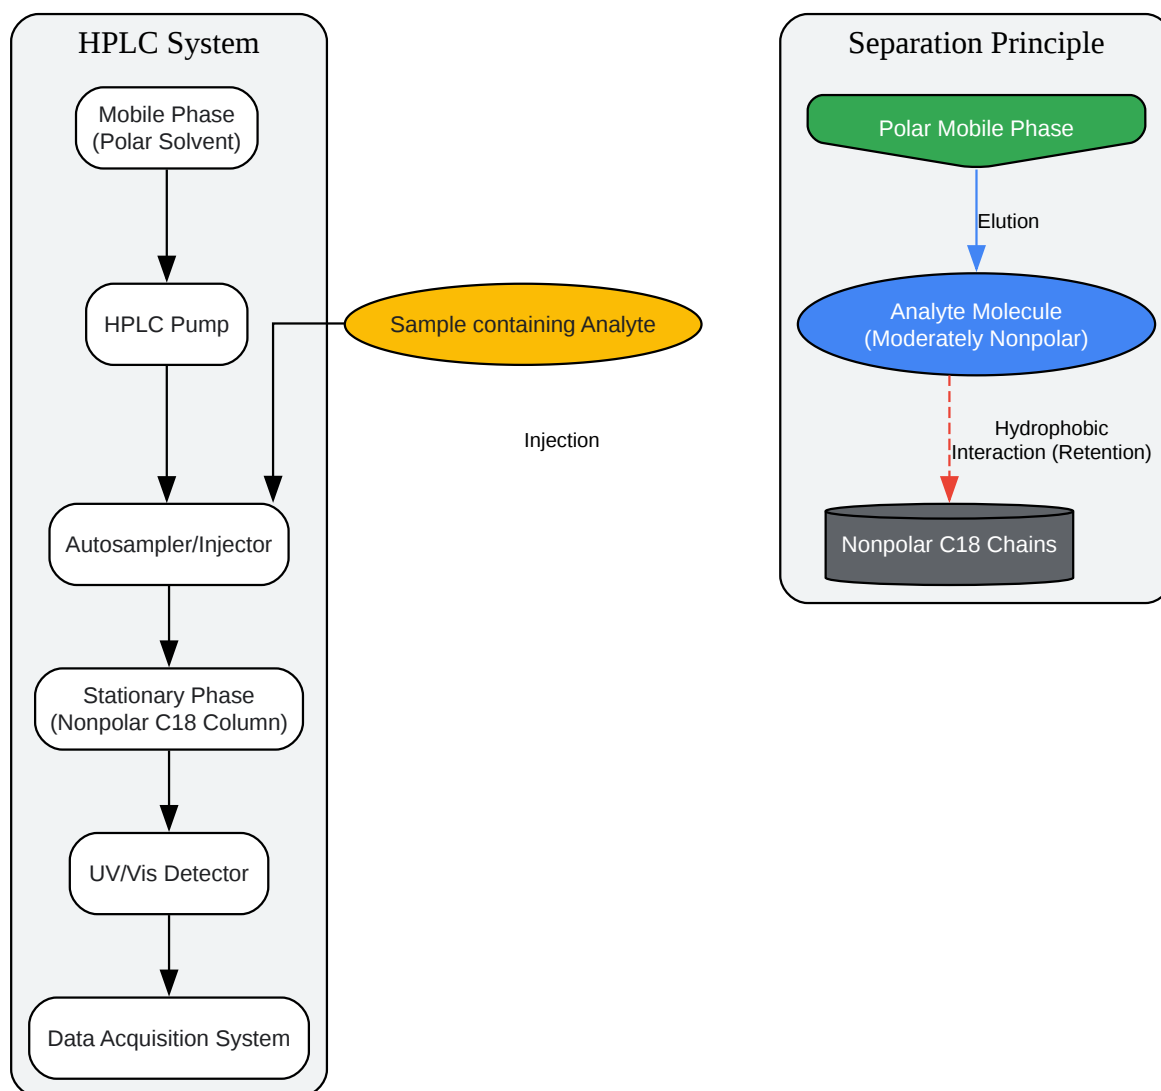 HPLC System
Mobile Phase
(Polar Solvent)
HPLC Pump
Sample containing Analyte
Injection
Autosampler/Injector
Stationary Phase
(Nonpolar C18 Column)
UV/Vis Detector
Data Acquisition System
Separation Principle
Polar Mobile Phase
Elution
Analyte Molecule
(Moderately Nonpolar)
Hydrophobic
Interaction (Retention)
Nonpolar C18 Chains